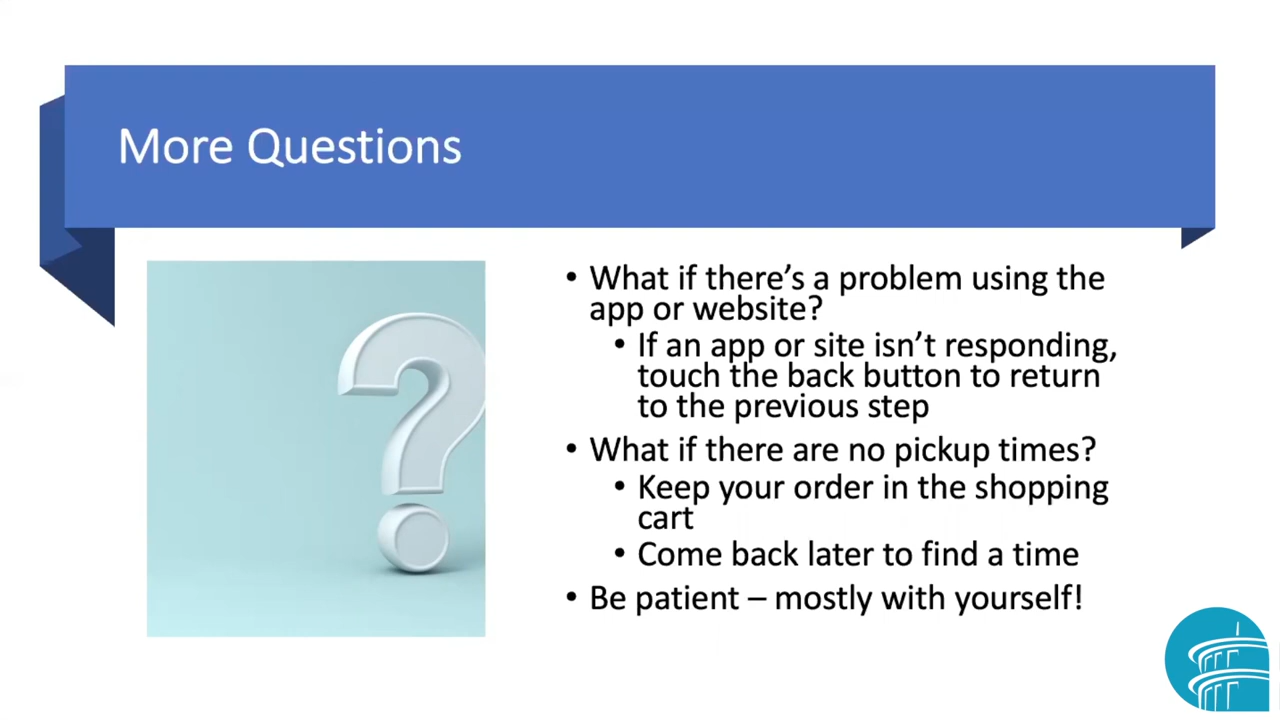 More Questions
• What if there’s a problem using the
app or website?
• If an app or site isn’t responding,
touch the back button to return
to the previous step
• What if there are no pickup times?
• Keep your order in the shopping
cart
• Come back later to find a time
• Be patient – mostly with yourself!